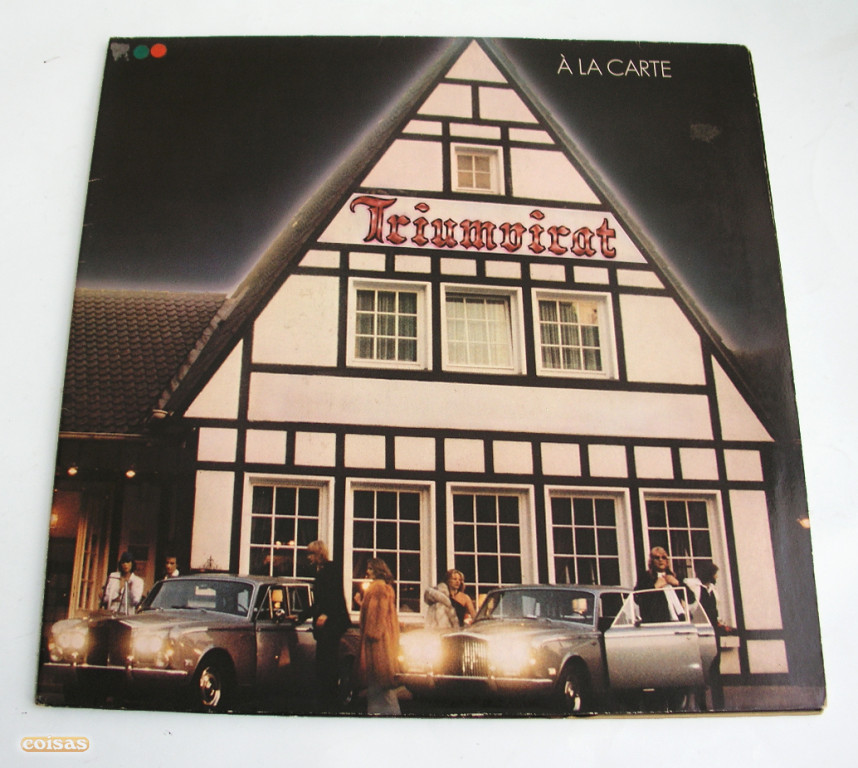 À LA CARTE
Triumvirat
coisas